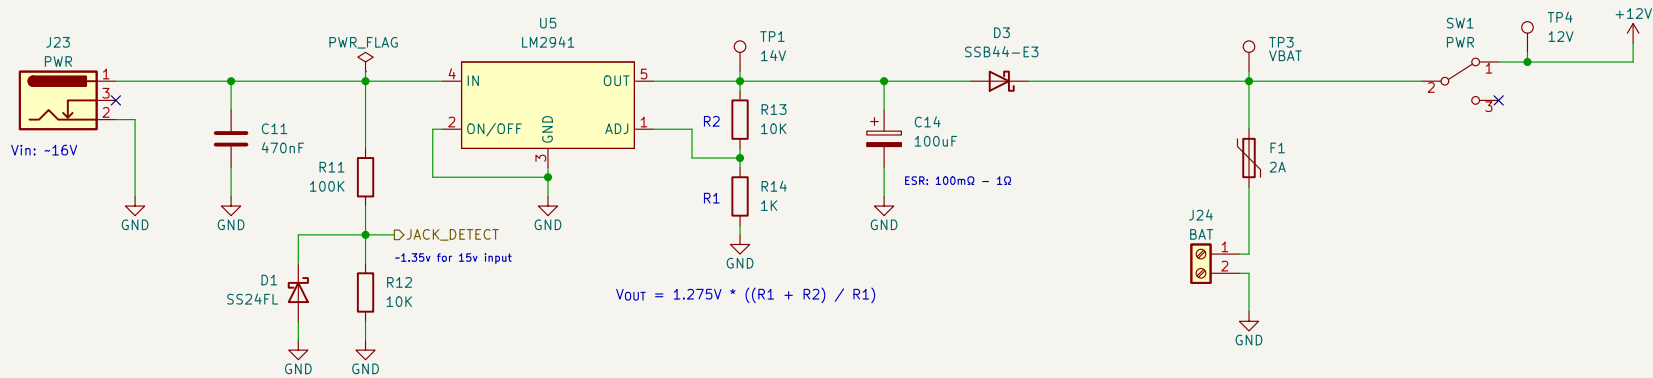 J23
PWR
1
3
2
Vin: ~16V
GND
C11
470nF
GND
PWR_FLAG
R11
100K
JACK_DETECT
~1.35v for 15v input
D1
SS24FL
GND
R12
10K
GND
U5
LM2941
4
IN
OUT
5
2
ON/OFF
GND
ADJ
1
3
GND
TP1
14V
R2
R13
10K
R1
R14
1K
GND
VOUT = 1.275V * ((R1 + R2) / R1)
+
C14
100uF
ESR: 100mΩ - 1Ω
GND
D3
SSB44-E3
TP3
VBAT
F1
2A
J24
BAT
1
2
GND
SW1
PWR
2
1
3
TP4
12V
+12V